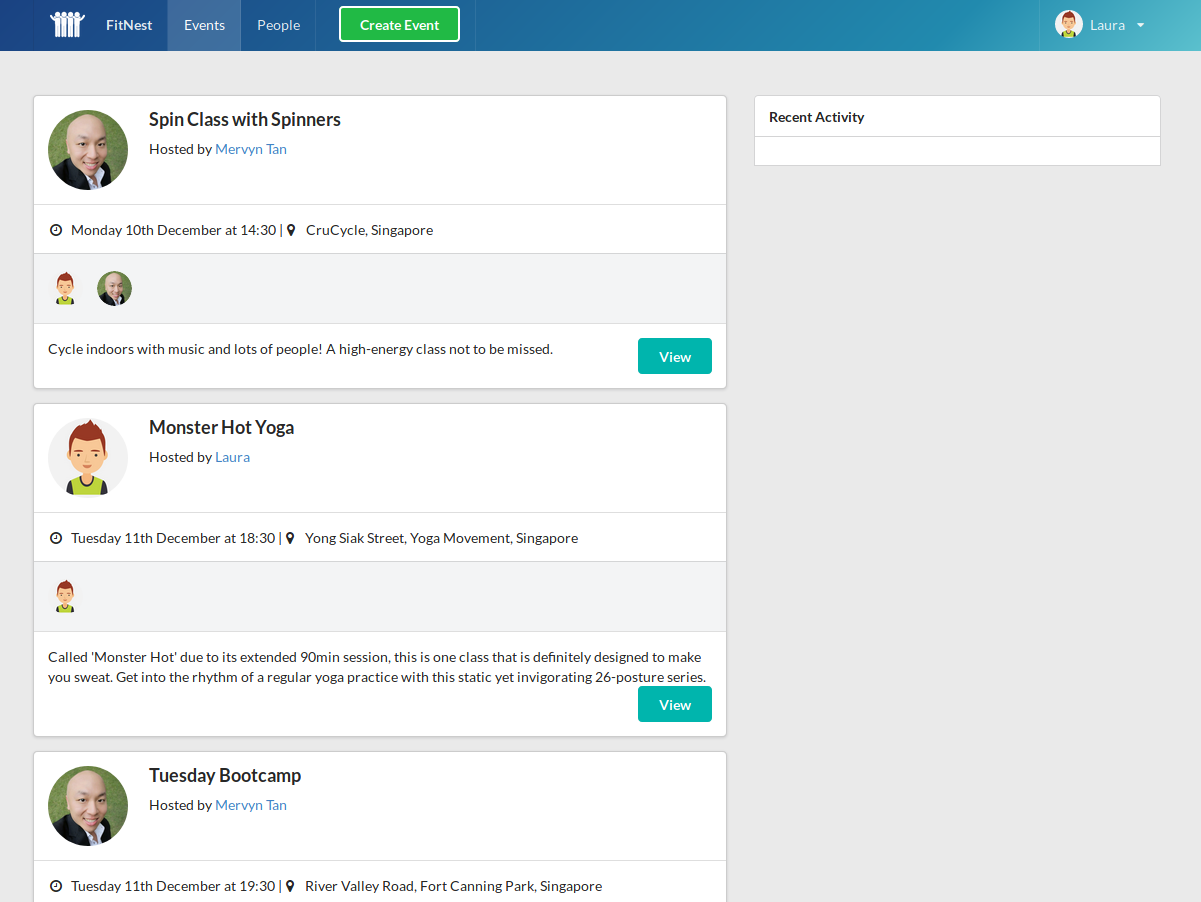 FitNest
Events
People
Create Event
Laura
Spin Class with Spinners
Hosted by Mervyn Tan
Monday 10th December at 14:30 | CruCycle, Singapore
Cycle indoors with music and lots of people! A high-energy class not to be missed.
View
Monster Hot Yoga
Hosted by Laura
Tuesday 11th December at 18:30 | Yong Siak Street, Yoga Movement, Singapore
Called 'Monster Hot' due to its extended 90min session, this is one class that is definitely designed to make
you sweat. Get into the rhythm of a regular yoga practice with this static yet invigorating 26-posture series.
View
Tuesday Bootcamp
Hosted by Mervyn Tan
Tuesday 11th December at 19:30 | River Valley Road, Fort Canning Park, Singapore
Recent Activity